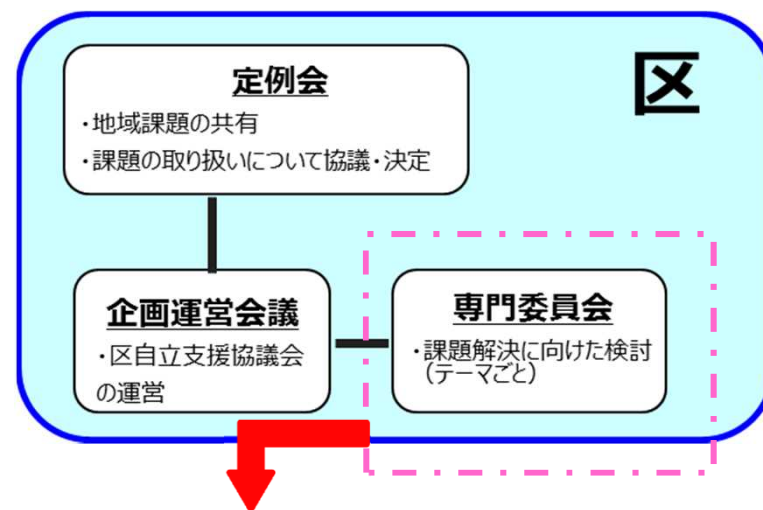 区
定例会
・地域課題の共有
・課題の取り扱いについて協議・決定
企画運営会議
・区自立支援協議会
の運営
専門委員会
・課題解決に向けた検討
（テーマごと）